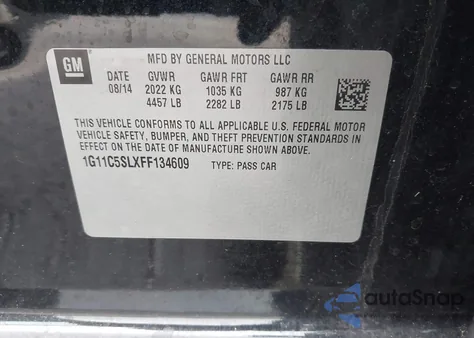 GM
MFD BY GENERAL MOTORS LLC
DATE GVWR GAWR FRT GAWR RR
08/14 2022 KG 1035 KG 987 KG
4457 LB 2282 LB 2175 LB
THIS VEHICLE CONFORMS TO ALL APPLICABLE U.S. FEDERAL MOTOR
VEHICLE SAFETY, BUMPER, AND THEFT PREVENTION STANDARDS
IN EFFECT ON THE DATE OF MANUFACTURE SHOWN ABOVE.
1G11C5SLXFF134609 TYPE: PASS CAR
autoSnap